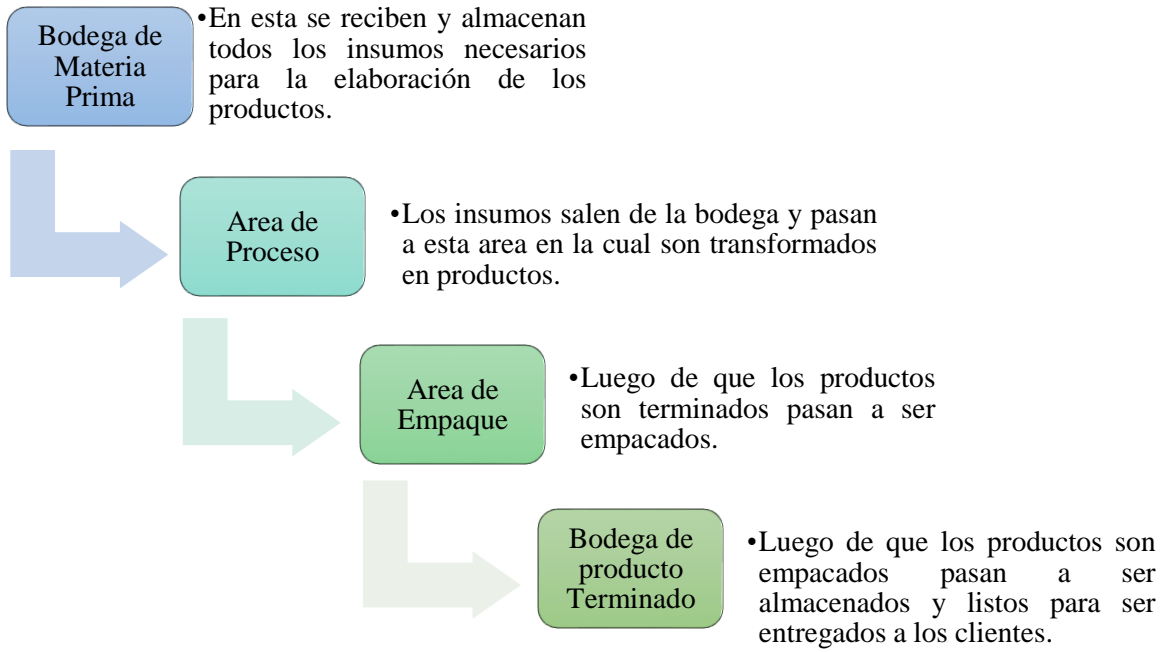 Bodega de
Materia
Prima
•En esta se reciben y almacenan
todos los insumos necesarios
para la elaboración de los
productos.
Area de
Proceso
•Los insumos salen de la bodega y pasan
a esta area en la cual son transformados
en productos.
Area de
Empaque
•Luego de que los productos
son terminados pasan a ser
empacados.
Bodega de
producto
Terminado
•Luego de que los productos son
empacados pasan a ser
almacenados y listos para ser
entregados a los clientes.